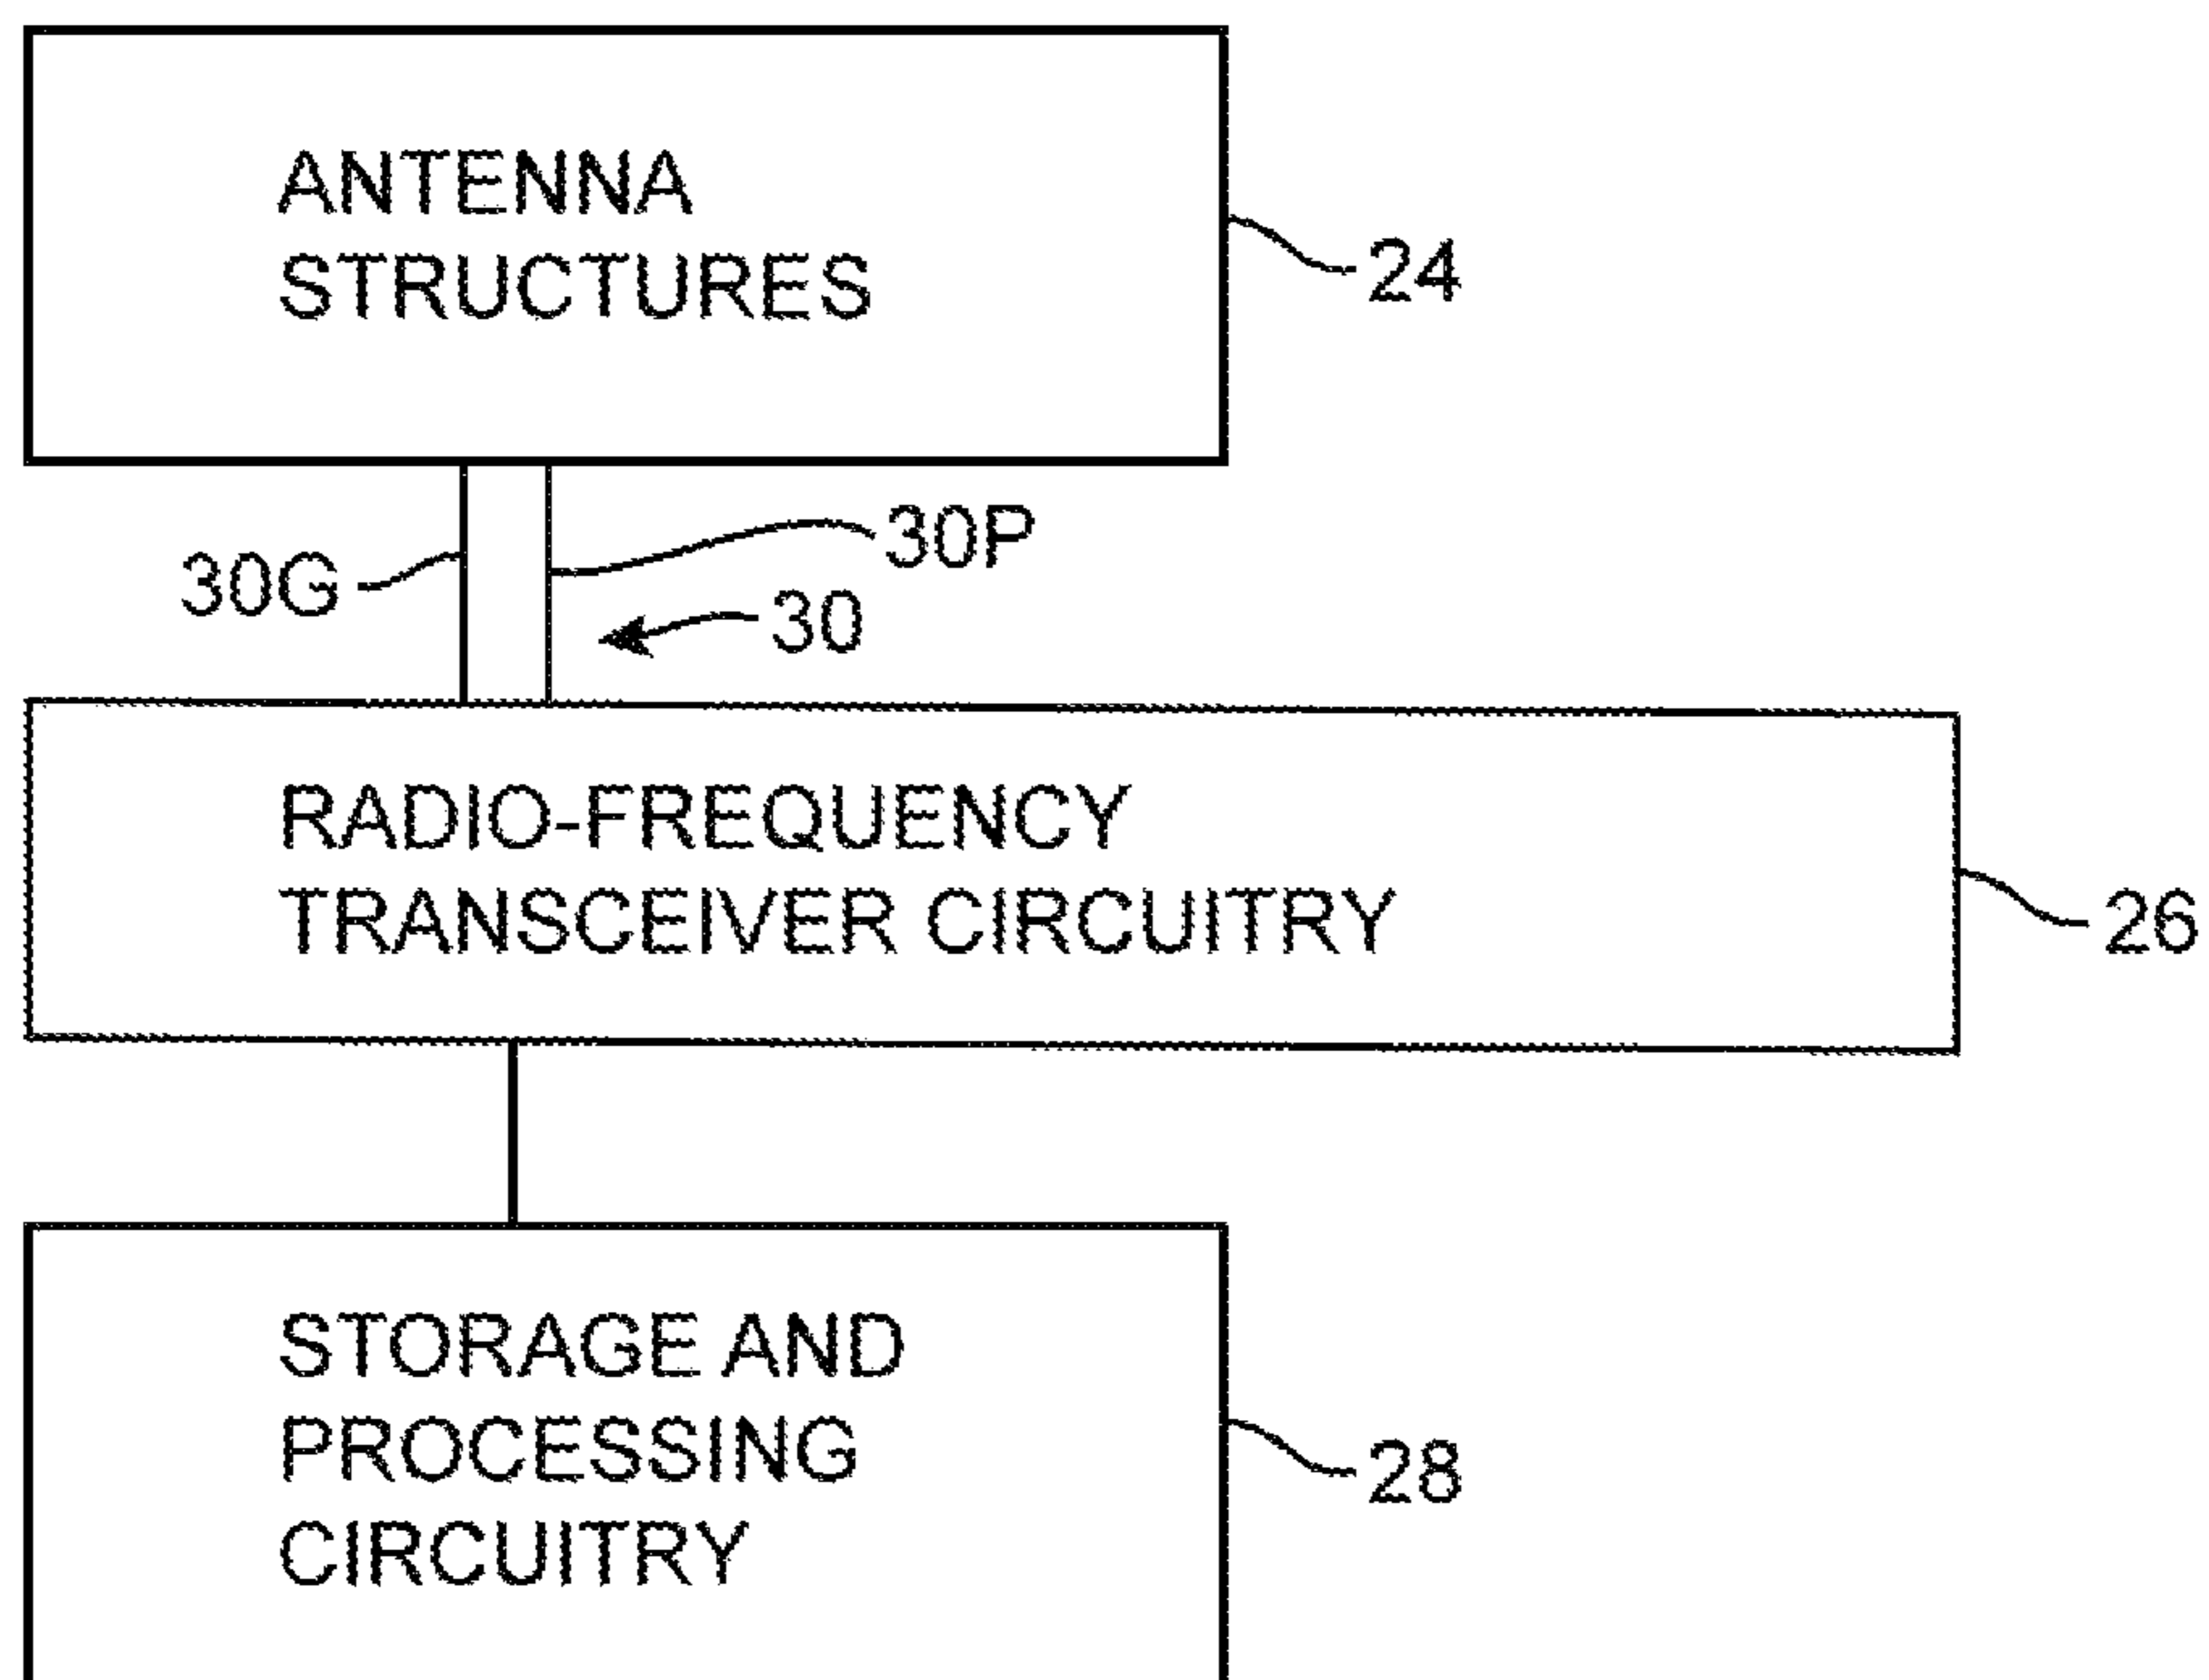 ANTENNA
STRUCTURES
24
30G
30P
30
RADIO-FREQUENCY
TRANSCEIVER CIRCUITRY
26
STORAGE AND
PROCESSING
CIRCUITRY
28